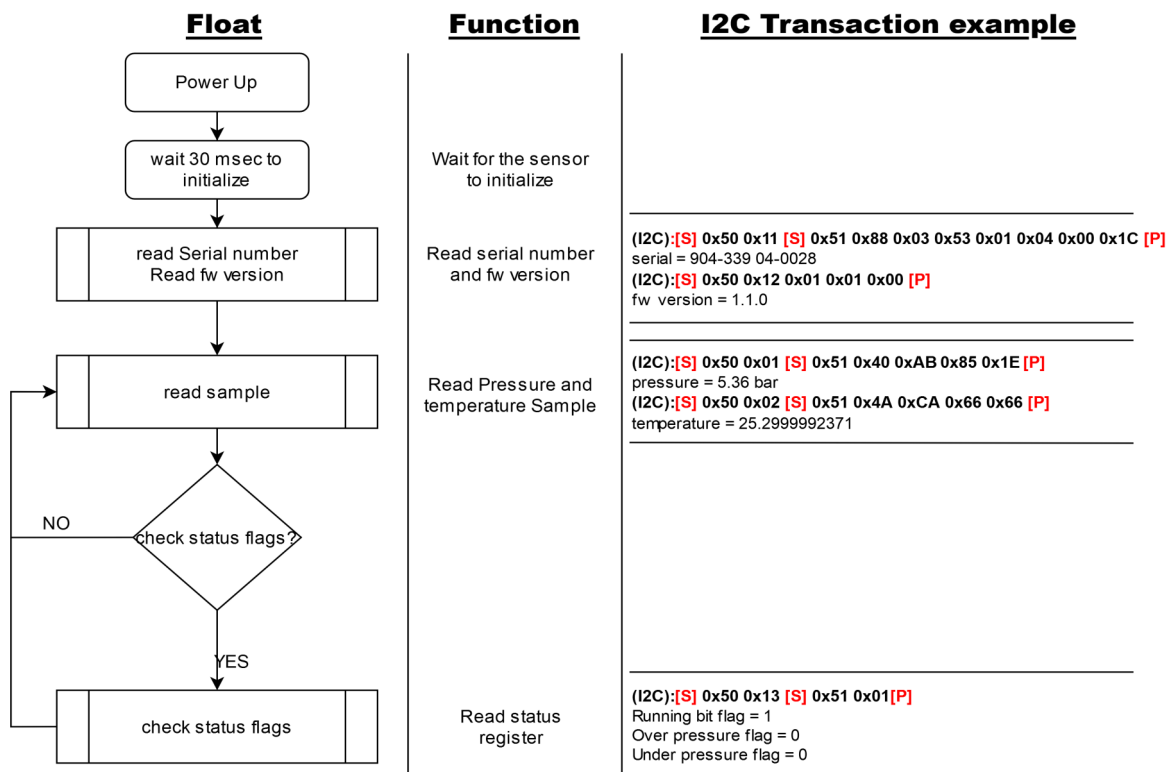 Float
Function
I2C Transaction example
Power Up
wait 30 msec to
initialize
Wait for the sensor
to initialize
read Serial number
Read fw version
Read serial number
and fw version
(I2C):[S] 0x50 0x11 [S] 0x51 0x88 0x03 0x53 0x01 0x04 0x00 0x1C [P]
serial = 904-339 04-0028
(I2C):[S] 0x50 0x12 0x01 0x01 0x00 [P]
fw version = 1.1.0
read sample
Read Pressure and
temperature Sample
(I2C):[S] 0x50 0x01 [S] 0x51 0x40 0xAB 0x85 0x1E [P]
pressure = 5.36 bar
(I2C):[S] 0x50 0x02 [S] 0x51 0x4A 0xCA 0x66 0x66 [P]
temperature = 25.2999992371
NO
check status flags?
YES
check status flags
Read status
register
(I2C):[S] 0x50 0x13 [S] 0x51 0x01[P]
Running bit flag = 1
Over pressure flag = 0
Under pressure flag = 0